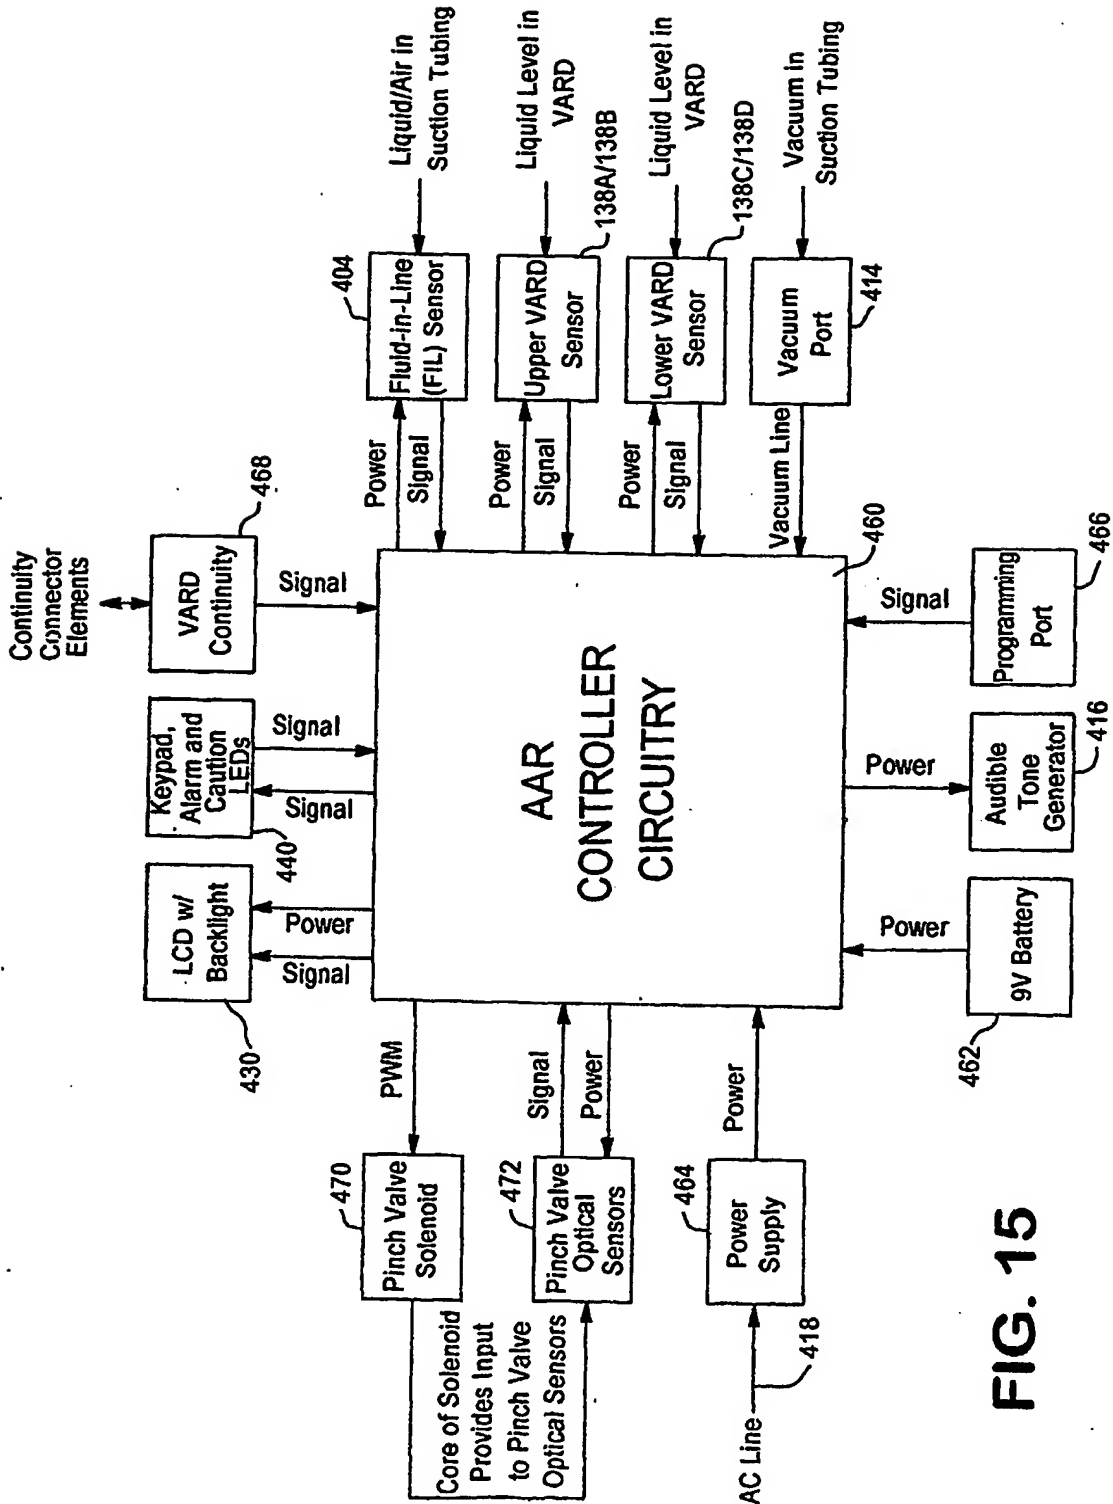 Continuity
Connector
Elements
LCD w/
Backlight
430
Keypad,
Alarm and
Caution
LEDs
440
VARD
Continuity
468
Signal
Power
Signal
Signal
Signal
Pinch Valve
Solenoid
470
PWM
Core of Solenoid
Provides Input
to Pinch Valve
Optical Sensors
Pinch Valve
Optical
Sensors
472
Signal
Power
AC Line
418
Power
Supply
464
Power
AAR
CONTROLLER
CIRCUITRY
460
Power
Signal
Fluid-in-Line
(FIL) Sensor
404
Liquid/Air in
Suction Tubing
Power
Signal
Upper VARD
Sensor
138A/138B
Liquid Level in
VARD
Power
Signal
Lower VARD
Sensor
138C/138D
Liquid Level in
VARD
Vacuum Line
Vacuum
Port
414
Vacuum in
Suction Tubing
Power
9V Battery
462
Power
Audible
Tone
Generator
416
Signal
Programming
Port
466
FIG. 15